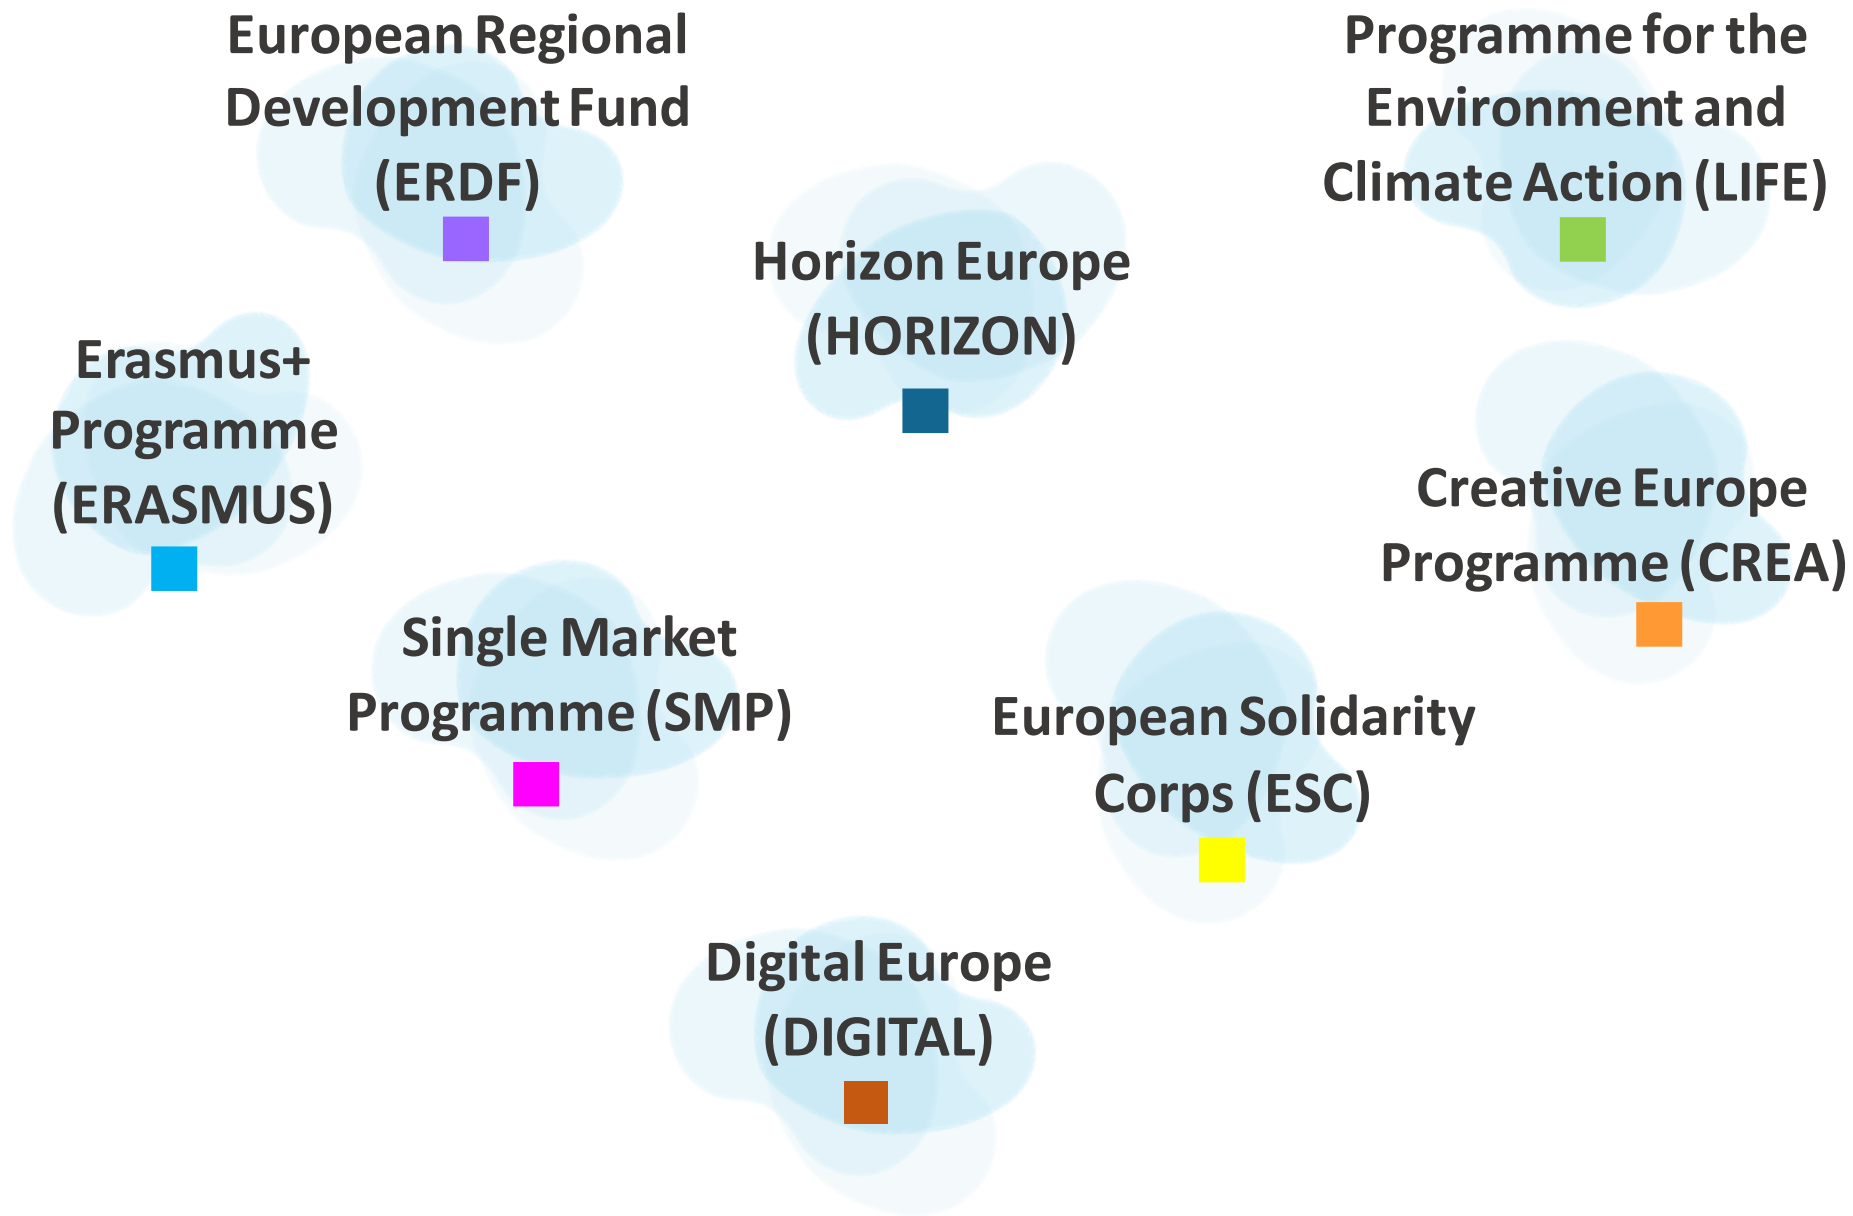 European Regional
Development Fund
(ERDF)
Programme for the
Environment and
Climate Action (LIFE)
Horizon Europe
(HORIZON)
Erasmus+
Programme
(ERASMUS)
Creative Europe
Programme (CREA)
Single Market
Programme (SMP)
European Solidarity
Corps (ESC)
Digital Europe
(DIGITAL)